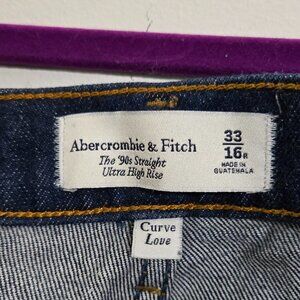 Abercrombie & Fitch
The '90s Straight
Ultra High Rise
33
16R
MADE IN
GUATEMALA
Curve
Love